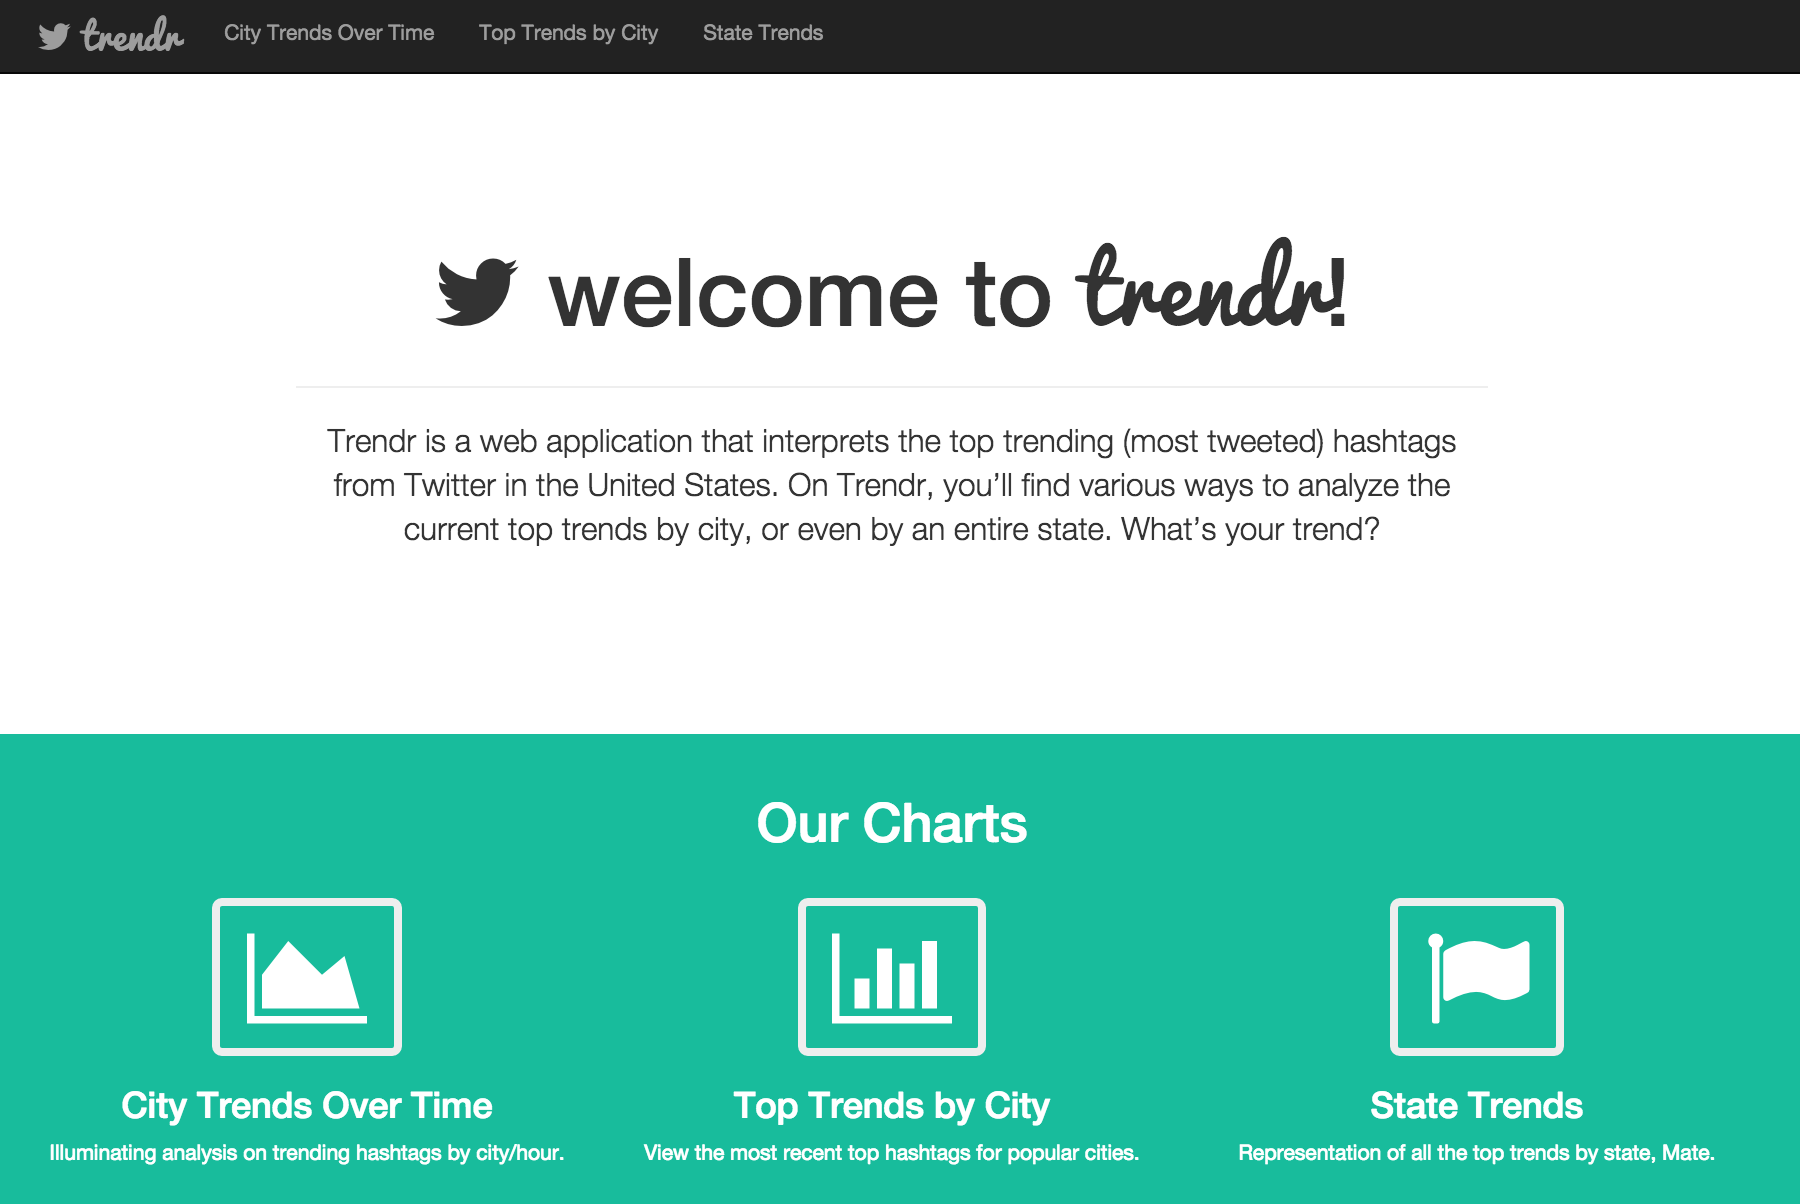 trendr City Trends Over Time Top Trends by City State Trends
welcome to trendr!
Trendr is a web application that interprets the top trending (most tweeted) hashtags
from Twitter in the United States. On Trendr, you’ll find various ways to analyze the
current top trends by city, or even by an entire state. What’s your trend?
Our Charts
City Trends Over Time
Illuminating analysis on trending hashtags by city/hour.
Top Trends by City
View the most recent top hashtags for popular cities.
State Trends
Representation of all the top trends by state, Mate.